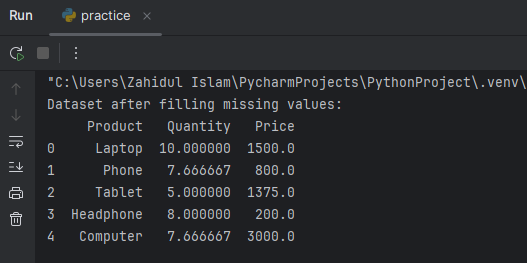 Run practice
"C:\Users\Zahidul Islam\PycharmProjects\PythonProject\.venv\
Dataset after filling missing values:
Product Quantity Price
0 Laptop 10.000000 1500.0
1 Phone 7.666667 800.0
2 Tablet 5.000000 1375.0
3 Headphone 8.000000 200.0
4 Computer 7.666667 3000.0